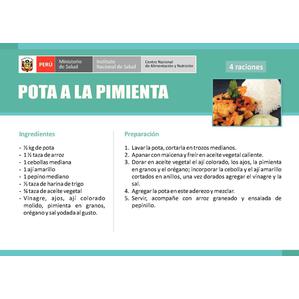 PERÚ
Ministerio
de Salud
Instituto
Nacional de Salud
Centro Nacional
de Alimentación y Nutrición
4 raciones
POTA A LA PIMIENTA
Ingredientes
- ½ kg de pota
- 1 ½ taza de arroz
- 1 cebollas mediana
- 1 ají amarillo
- 1 pepino mediano
- ½ taza de harina de trigo
- ¾ taza de aceite vegetal
- Vinagre, ajos, ají colorado
molido, pimienta en granos,
orégano y sal yodada al gusto.
Preparación
1. Lavar la pota, cortarla en trozos medianos.
2. Apanar con maicena y freír en aceite vegetal caliente.
3. Dorar en aceite vegetal el ají colorado, los ajos, la pimienta
en granos y el orégano; incorporar la cebolla y el ají amarillo
cortados en anillos, una vez dorados agregar el vinagre y la
sal.
4. Agregar la pota en este aderezo y mezclar.
5. Servir, acompañe con arroz graneado y ensalada de
pepinillo.